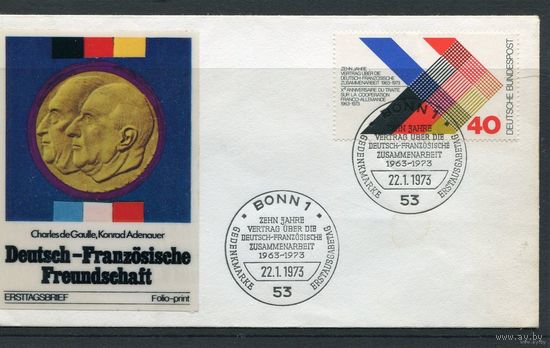 Charles de Gaulle, Konrad Adenauer
Deutsch-Französische
Freundschaft
ERSTTAGSBRIEF Folio-print
ZEHN JAHRE
VERTRAG ÜBER DIE
DEUTSCH-FRANZÖSISCHE
ZUSAMMENARBEIT 1963-1973
Xe ANNIVERSAIRE DU TRAITE
SUR LA COOPERATION
FRANCO-ALLEMANDE
1963-1973
40
DEUTSCHE BUNDESPOST
BONN 1
ZEHN JAHRE
VERTRAG ÜBER DIE
DEUTSCH-FRANZÖSISCHE
ZUSAMMENARBEIT
1963-1973
22.1.1973
53
GEDENKMARKE
ERSTAUSGABETAG
BONN 1
ZEHN JAHRE
VERTRAG ÜBER DIE
DEUTSCH-FRANZÖSISCHE
ZUSAMMENARBEIT
1963-1973
22.1.1973
53
GEDENKMARKE
ERSTAUSGABETAG
www.ay.by